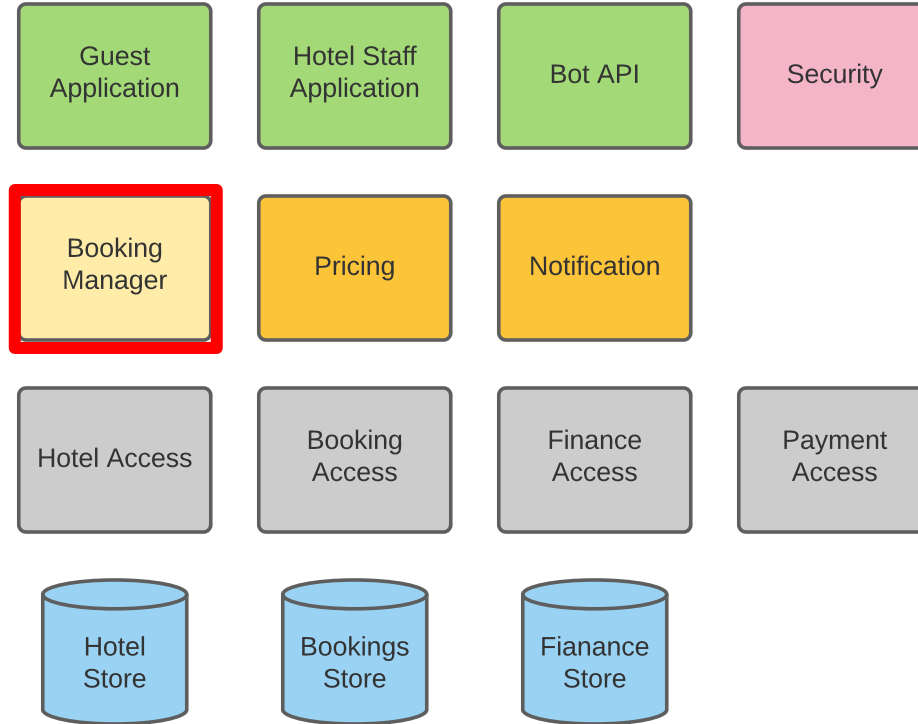 Guest
Application
Hotel Staff
Application
Bot API
Security
Booking
Manager
Pricing
Notification
Hotel Access
Booking
Access
Finance
Access
Payment
Access
Hotel
Store
Bookings
Store
Fianance
Store